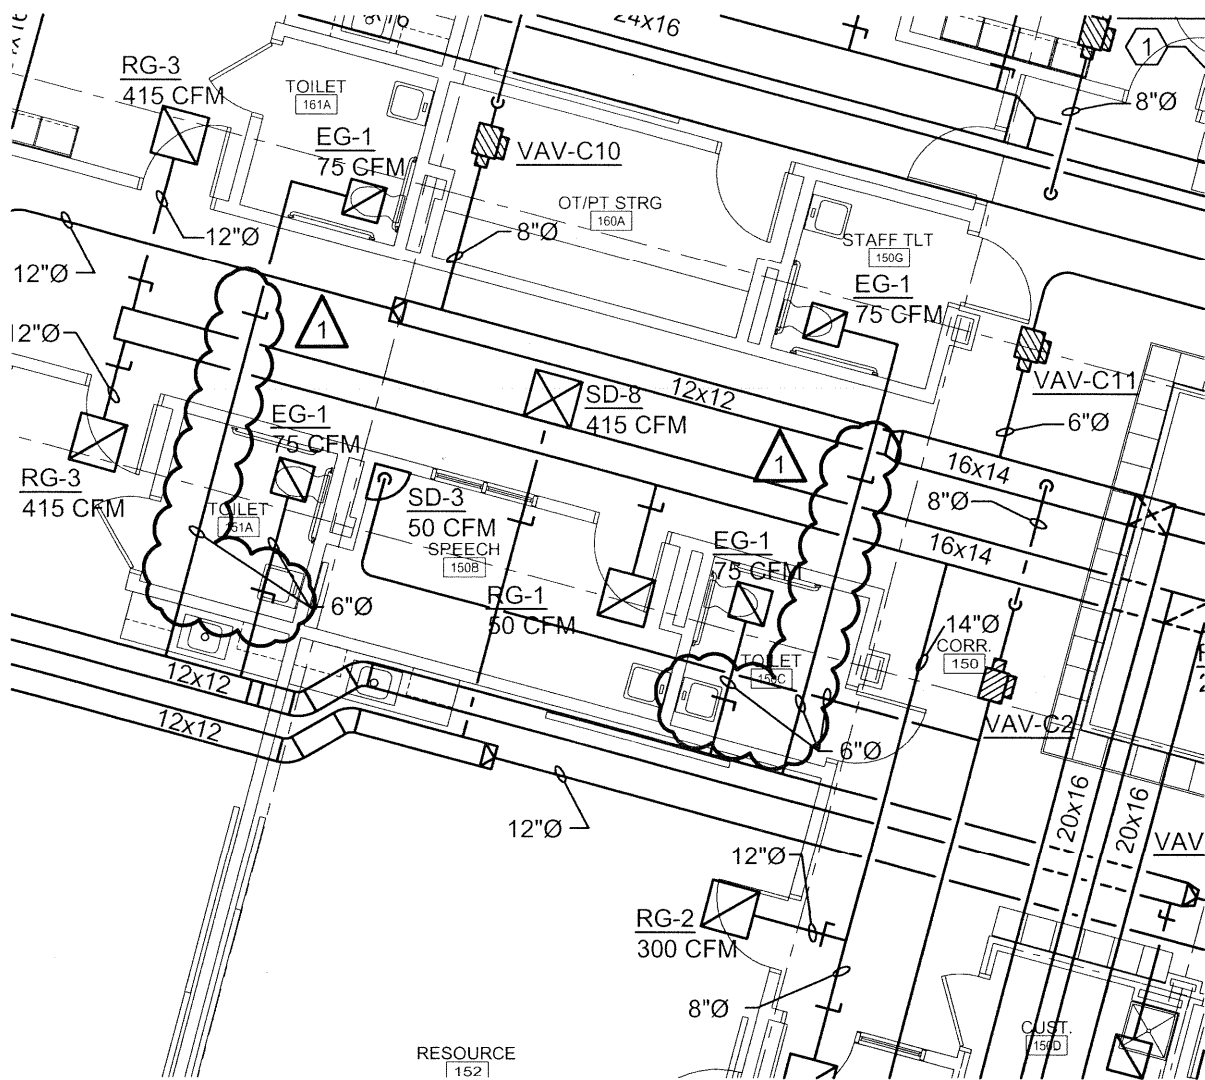 24x16
1
8"Ø
RG-3
415 CFM
TOILET
161A
EG-1
75 CFM
VAV-C10
OT/PT STRG
160A
STAFF TLT
150G
EG-1
75 CFM
12"Ø
8"Ø
12"Ø
1
12"Ø
VAV-C11
6"Ø
12x12
SD-8
415 CFM
EG-1
75 CFM
1
16x14
8"Ø
16x14
RG-3
415 CFM
TOILET
151A
SD-3
50 CFM
SPEECH
150B
EG-1
75 CFM
RG-1
50 CFM
6"Ø
14"Ø
CORR.
150
TOILET
150C
12x12
12x12
VAV-C2
6"Ø
12"Ø
20x16
20x16
VAV
12"Ø
RG-2
300 CFM
8"Ø
CUST.
150D
RESOURCE
152